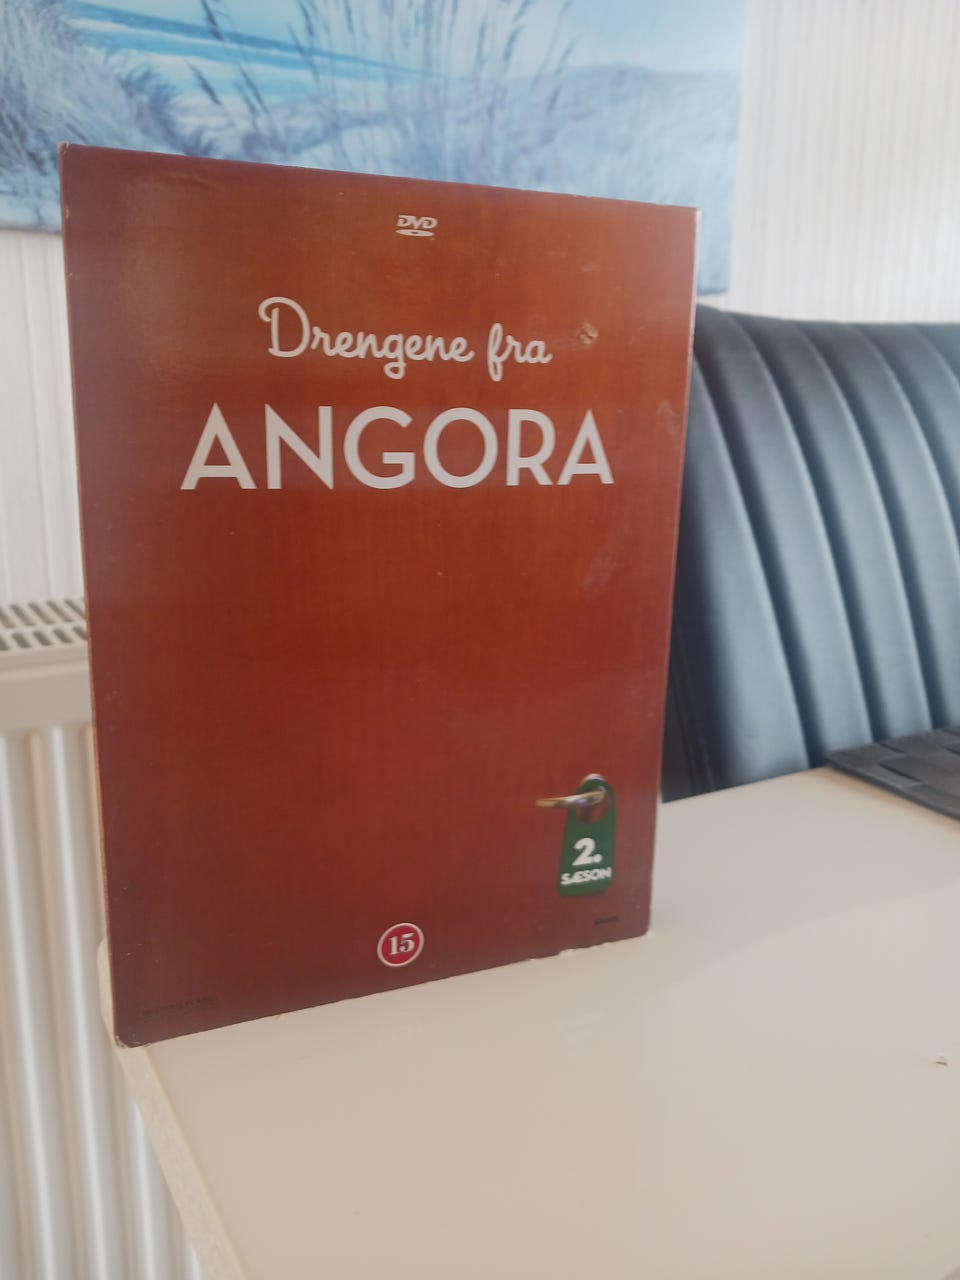 DVD
Drengene fra
ANGORA
2.
SÆSON
15